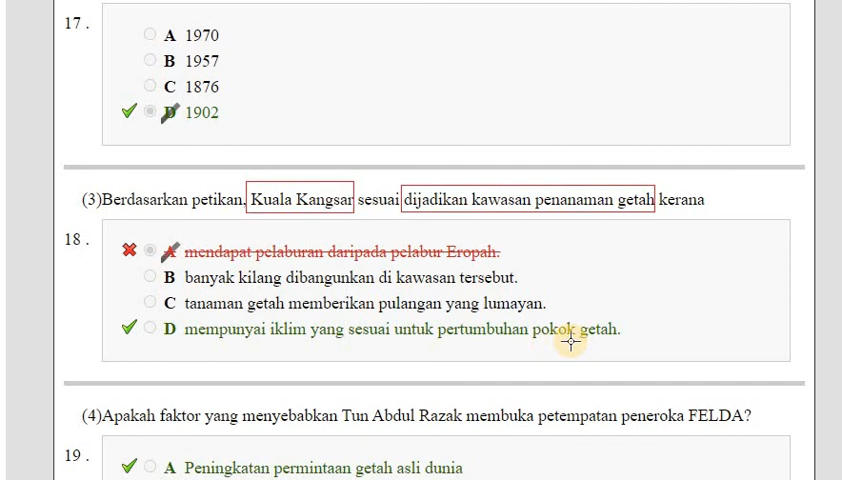 17 .
A 1970
B 1957
C 1876
D 1902
(3)Berdasarkan petikan, Kuala Kangsar sesuai dijadikan kawasan penanaman getah kerana
18 .
A mendapat pelaburan daripada pelabur Eropah.
B banyak kilang dibangunkan di kawasan tersebut.
C tanaman getah memberikan pulangan yang lumayan.
D mempunyai iklim yang sesuai untuk pertumbuhan pokok getah.
(4)Apakah faktor yang menyebabkan Tun Abdul Razak membuka petempatan peneroka FELDA?
19 .
A Peningkatan permintaan getah asli dunia